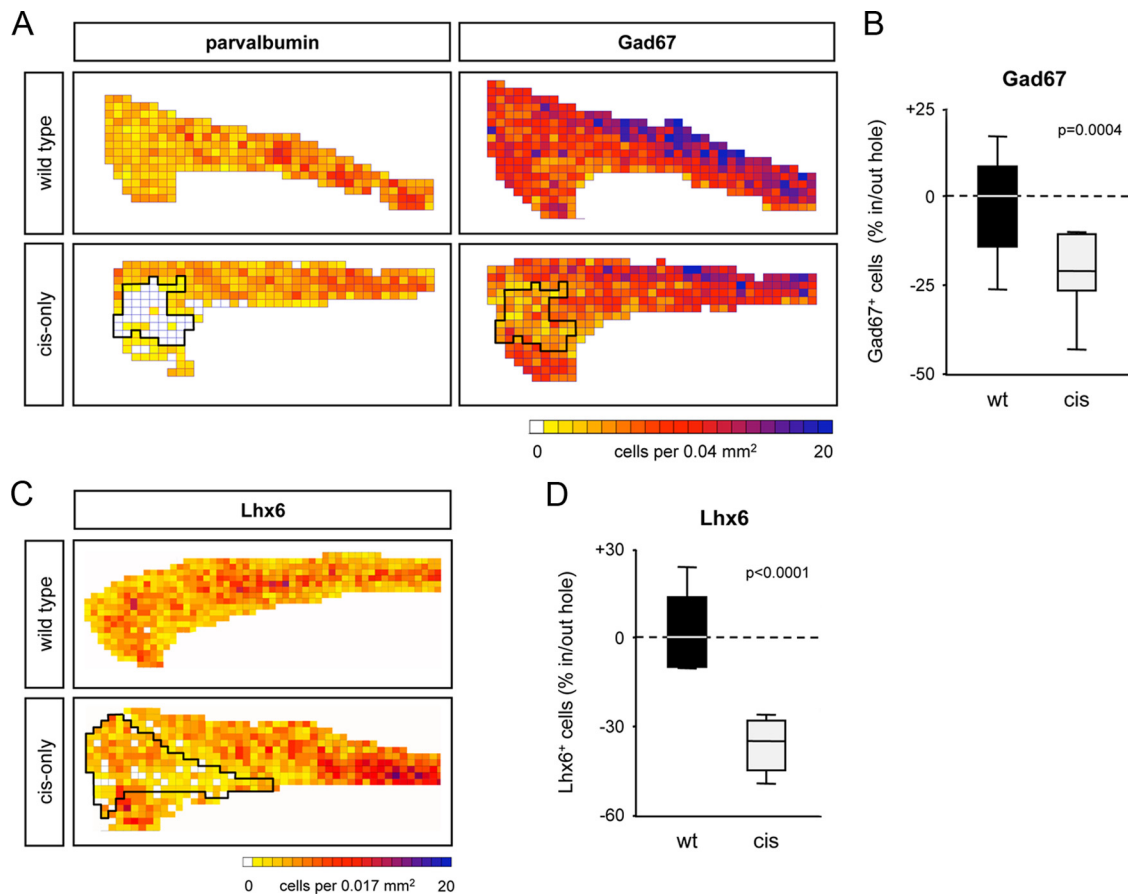 A
parvalbumin
Gad67
wild type
cis-only
0
cells per 0.04 mm²
20
B
Gad67
+25
p=0.0004
0
-25
-50
Gad67⁺ cells (% in/out hole)
wt
cis
C
Lhx6
wild type
cis-only
0
cells per 0.017 mm²
20
D
Lhx6
+30
p<0.0001
0
-30
-60
Lhx6⁺ cells (% in/out hole)
wt
cis